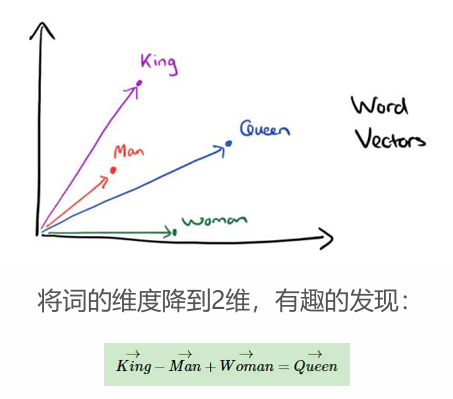 King
Queen
Man
Woman
Word
Vectors
将词的维度降到2维，有趣的发现：
King−Man+Woman=Queen